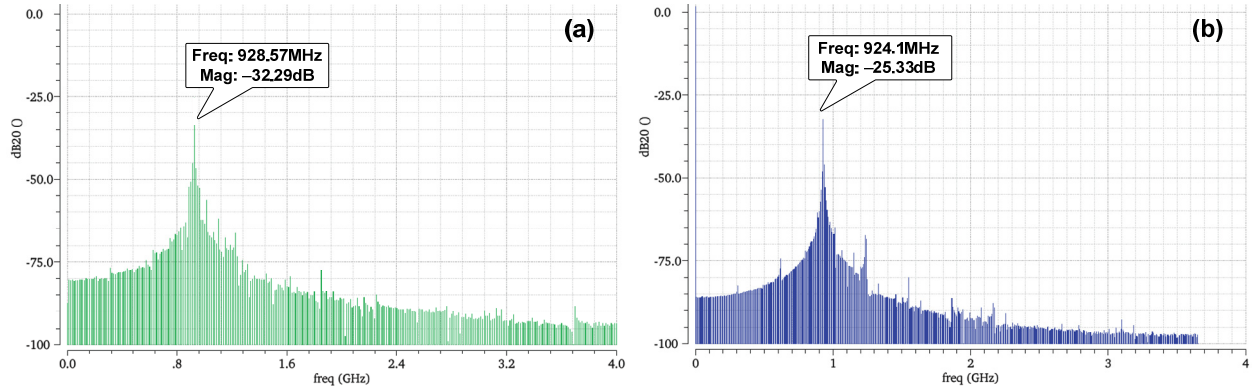 0.0
(a)
Freq: 928.57MHz
Mag: –32.29dB
-25.0
dB20 ()
-50.0
-75.0
-100
0.0
.8
1.6
2.4
3.2
4.0
freq (GHz)
0.0
(b)
Freq: 924.1MHz
Mag: –25.33dB
-25.0
dB20 ()
-50.0
-75.0
-100
0
1
2
3
4
freq (GHz)